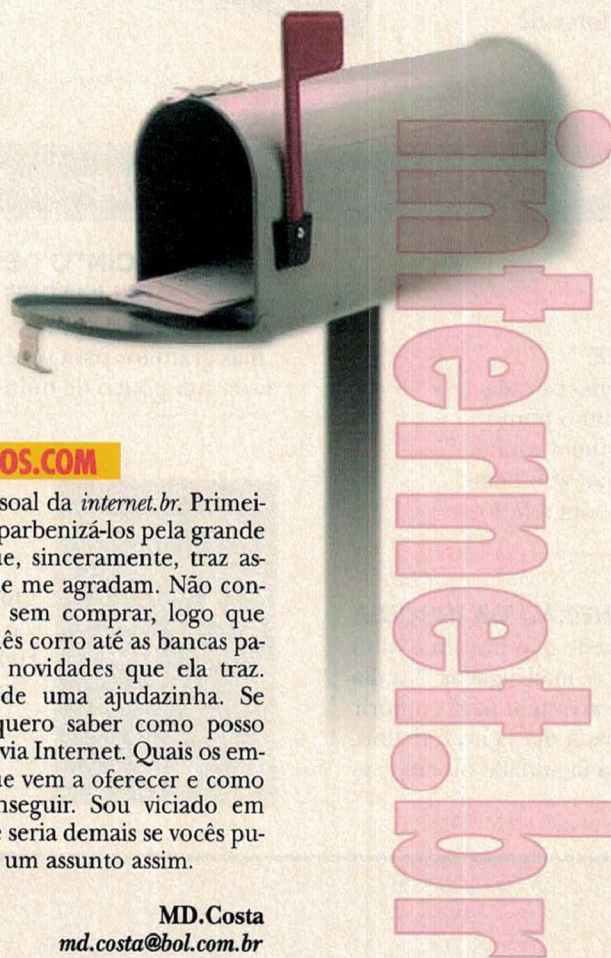 internet.br
OS.COM
soal da internet.br. Primei-
parbenizá-los pela grande
ue, sinceramente, traz as-
e me agradam. Não con-
sem comprar, logo que
ês corro até as bancas pa-
novidades que ela traz.
de uma ajudazinha. Se
quero saber como posso
via Internet. Quais os em-
ue vem a oferecer e como
nseguir. Sou viciado em
e seria demais se vocês pu-
um assunto assim.
MD.Costa
md.costa@bol.com.br